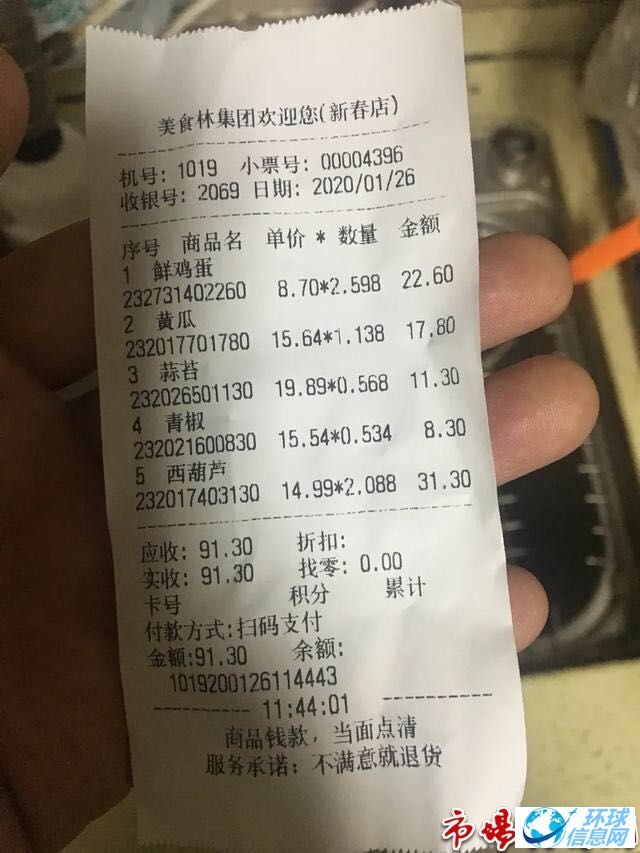 美食林集团欢迎您(新春店)
机号: 1019 小票号: 00004396
收银号: 2069 日期: 2020/01/26
序号 商品名 单价 * 数量 金额
1 鲜鸡蛋
232731402260 8.70*2.598 22.60
2 黄瓜
232017701780 15.64*1.138 17.80
3 蒜苔
232026501130 19.89*0.568 11.30
4 青椒
232021600830 15.54*0.534 8.30
5 西葫芦
232017403130 14.99*2.088 31.30
应收: 91.30 折扣:
实收: 91.30 找零: 0.00
卡号 积分 累计
付款方式:扫码支付
金额:91.30 余额:
1019200126114443
11:44:01
商品钱款，当面点清
服务承诺: 不满意就退货
市场
环球
信息网